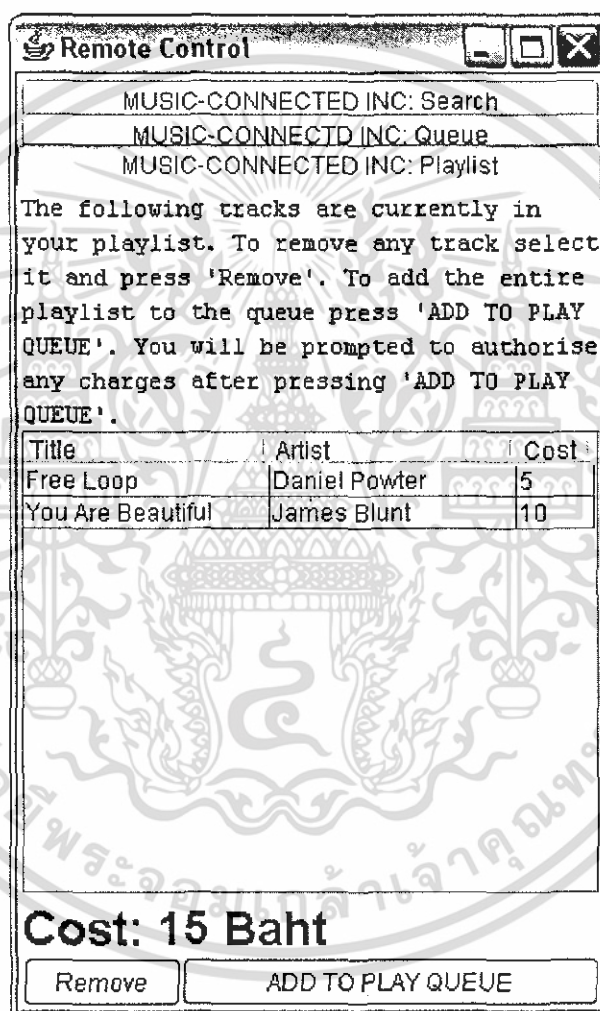 Remote Control
MUSIC-CONNECTED INC: Search
MUSIC-CONNECTD INC: Queue
MUSIC-CONNECTED INC: Playlist
The following tracks are currently in
your playlist. To remove any track select
it and press 'Remove'. To add the entire
playlist to the queue press 'ADD TO PLAY
QUEUE'. You will be prompted to authorise
any charges after pressing 'ADD TO PLAY
QUEUE'.
Title Artist Cost
Free Loop Daniel Powter 5
You Are Beautiful James Blunt 10
Cost: 15 Baht
Remove ADD TO PLAY QUEUE